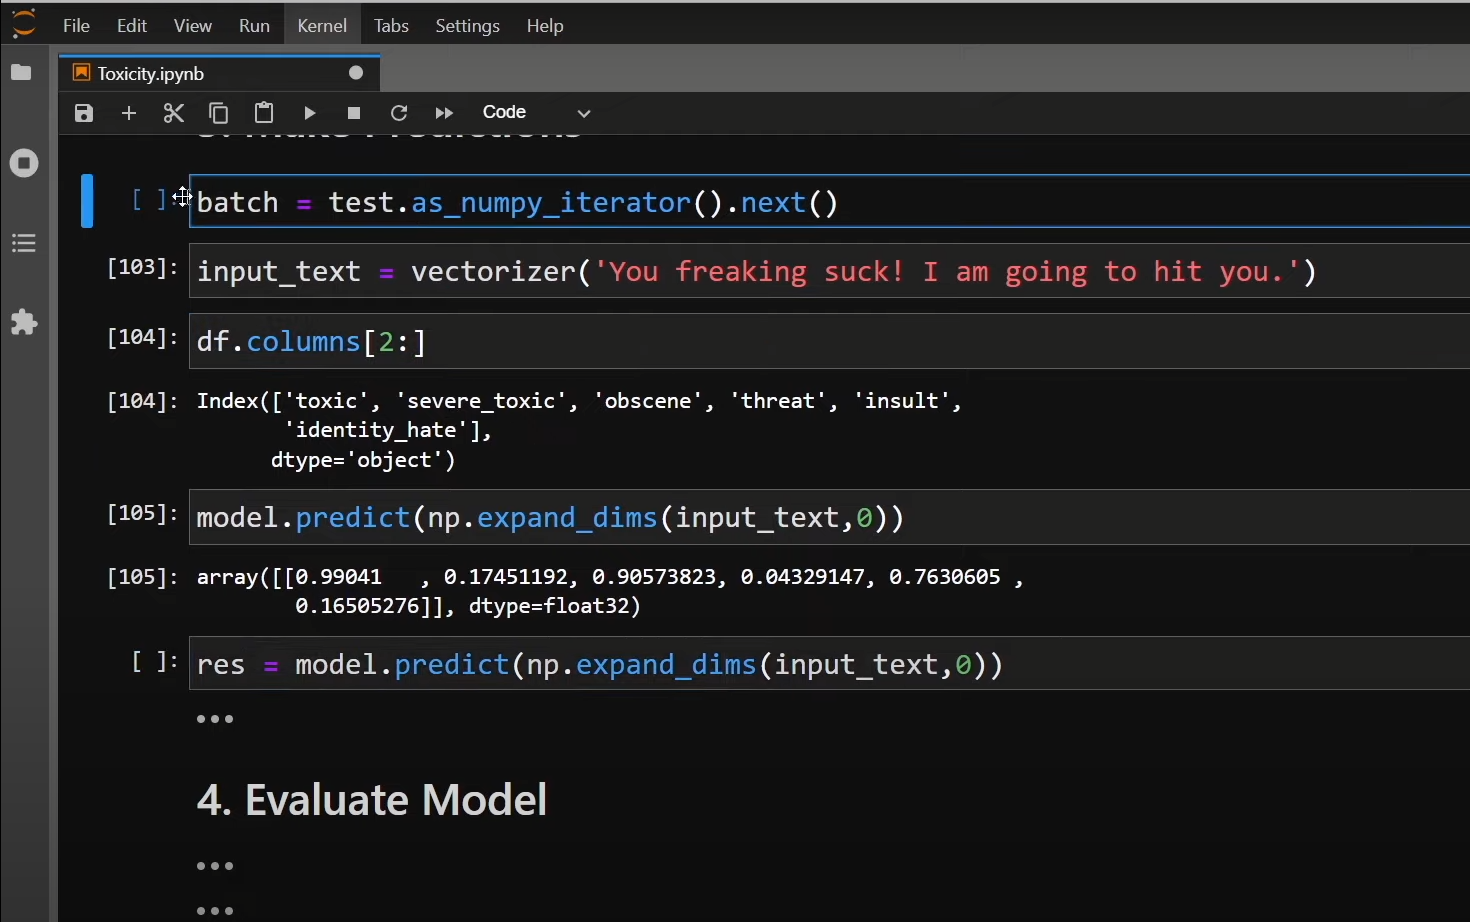 File Edit View Run Kernel Tabs Settings Help
Toxicity.ipynb
Code
3. Make Predictions
[ ]: batch = test.as_numpy_iterator().next()
[103]: input_text = vectorizer('You freaking suck! I am going to hit you.')
[104]: df.columns[2:]
[104]: Index(['toxic', 'severe_toxic', 'obscene', 'threat', 'insult',
'identity_hate'],
dtype='object')
[105]: model.predict(np.expand_dims(input_text,0))
[105]: array([[0.99041   , 0.17451192, 0.90573823, 0.04329147, 0.7630605 ,
0.16505276]], dtype=float32)
[ ]: res = model.predict(np.expand_dims(input_text,0))
4. Evaluate Model